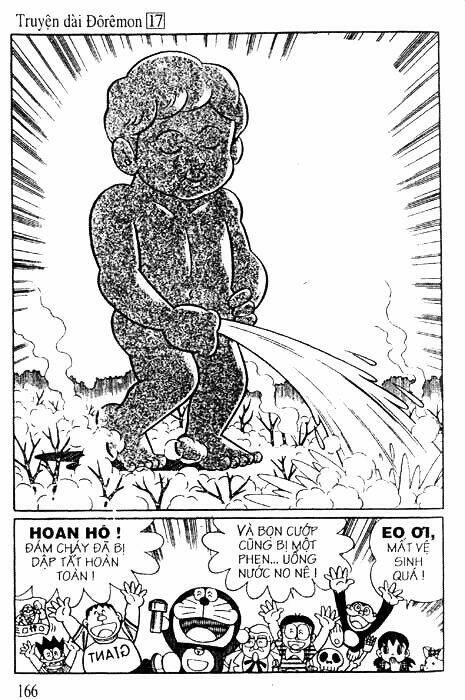 Truyện dài Đôrêmon 17
HOAN HÔ !
ĐÁM CHÁY ĐÃ BỊ
DẬP TẮT HOÀN
TOÀN !
VÀ BỌN CƯỚP
CŨNG BỊ MỘT
PHEN... UỐNG
NƯỚC NO NÊ !
EO ƠI,
MẤT VỆ
SINH
QUÁ !
GIANT
166